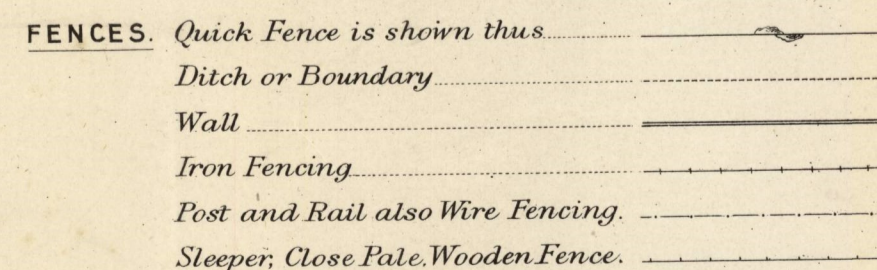 FENCES. Quick Fence is shown thus
Ditch or Boundary
Wall
Iron Fencing
Post and Rail also Wire Fencing.
Sleeper, Close Pale, Wooden Fence.